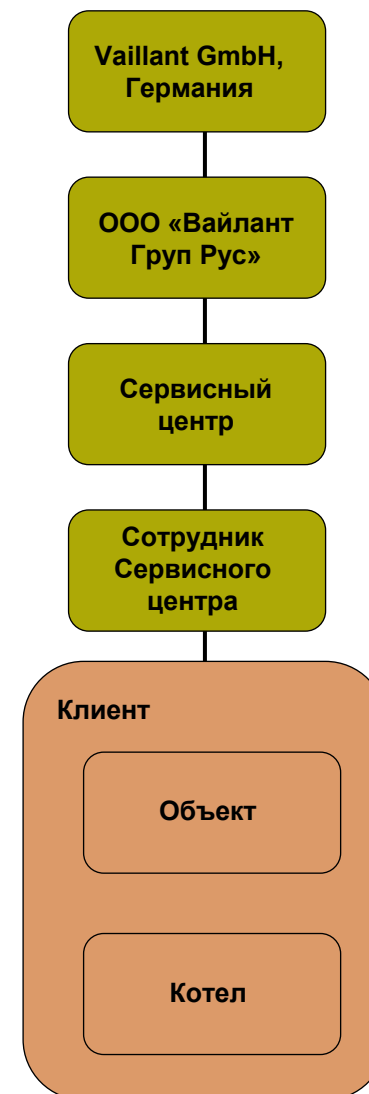 Vaillant GmbH,
Германия
ООО «Вайлант
Груп Рус»
Сервисный
центр
Сотрудник
Сервисного
центра
Клиент
Объект
Котел